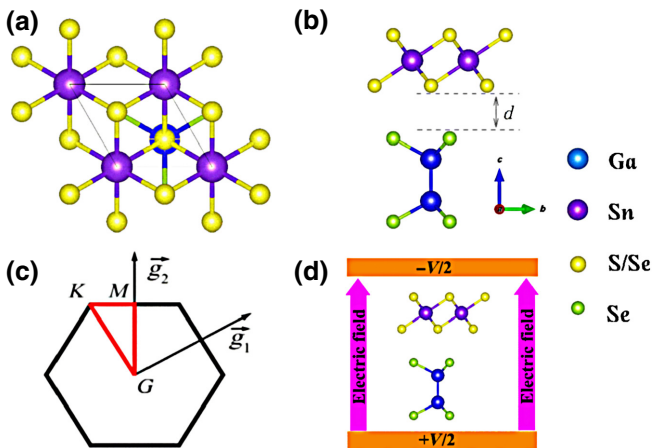 (a)
(b)
d
c
b
Ga
Sn
S/Se
Se
(c)
K
M
g₂
g₁
G
(d)
−V/2
Electric field
Electric field
+V/2